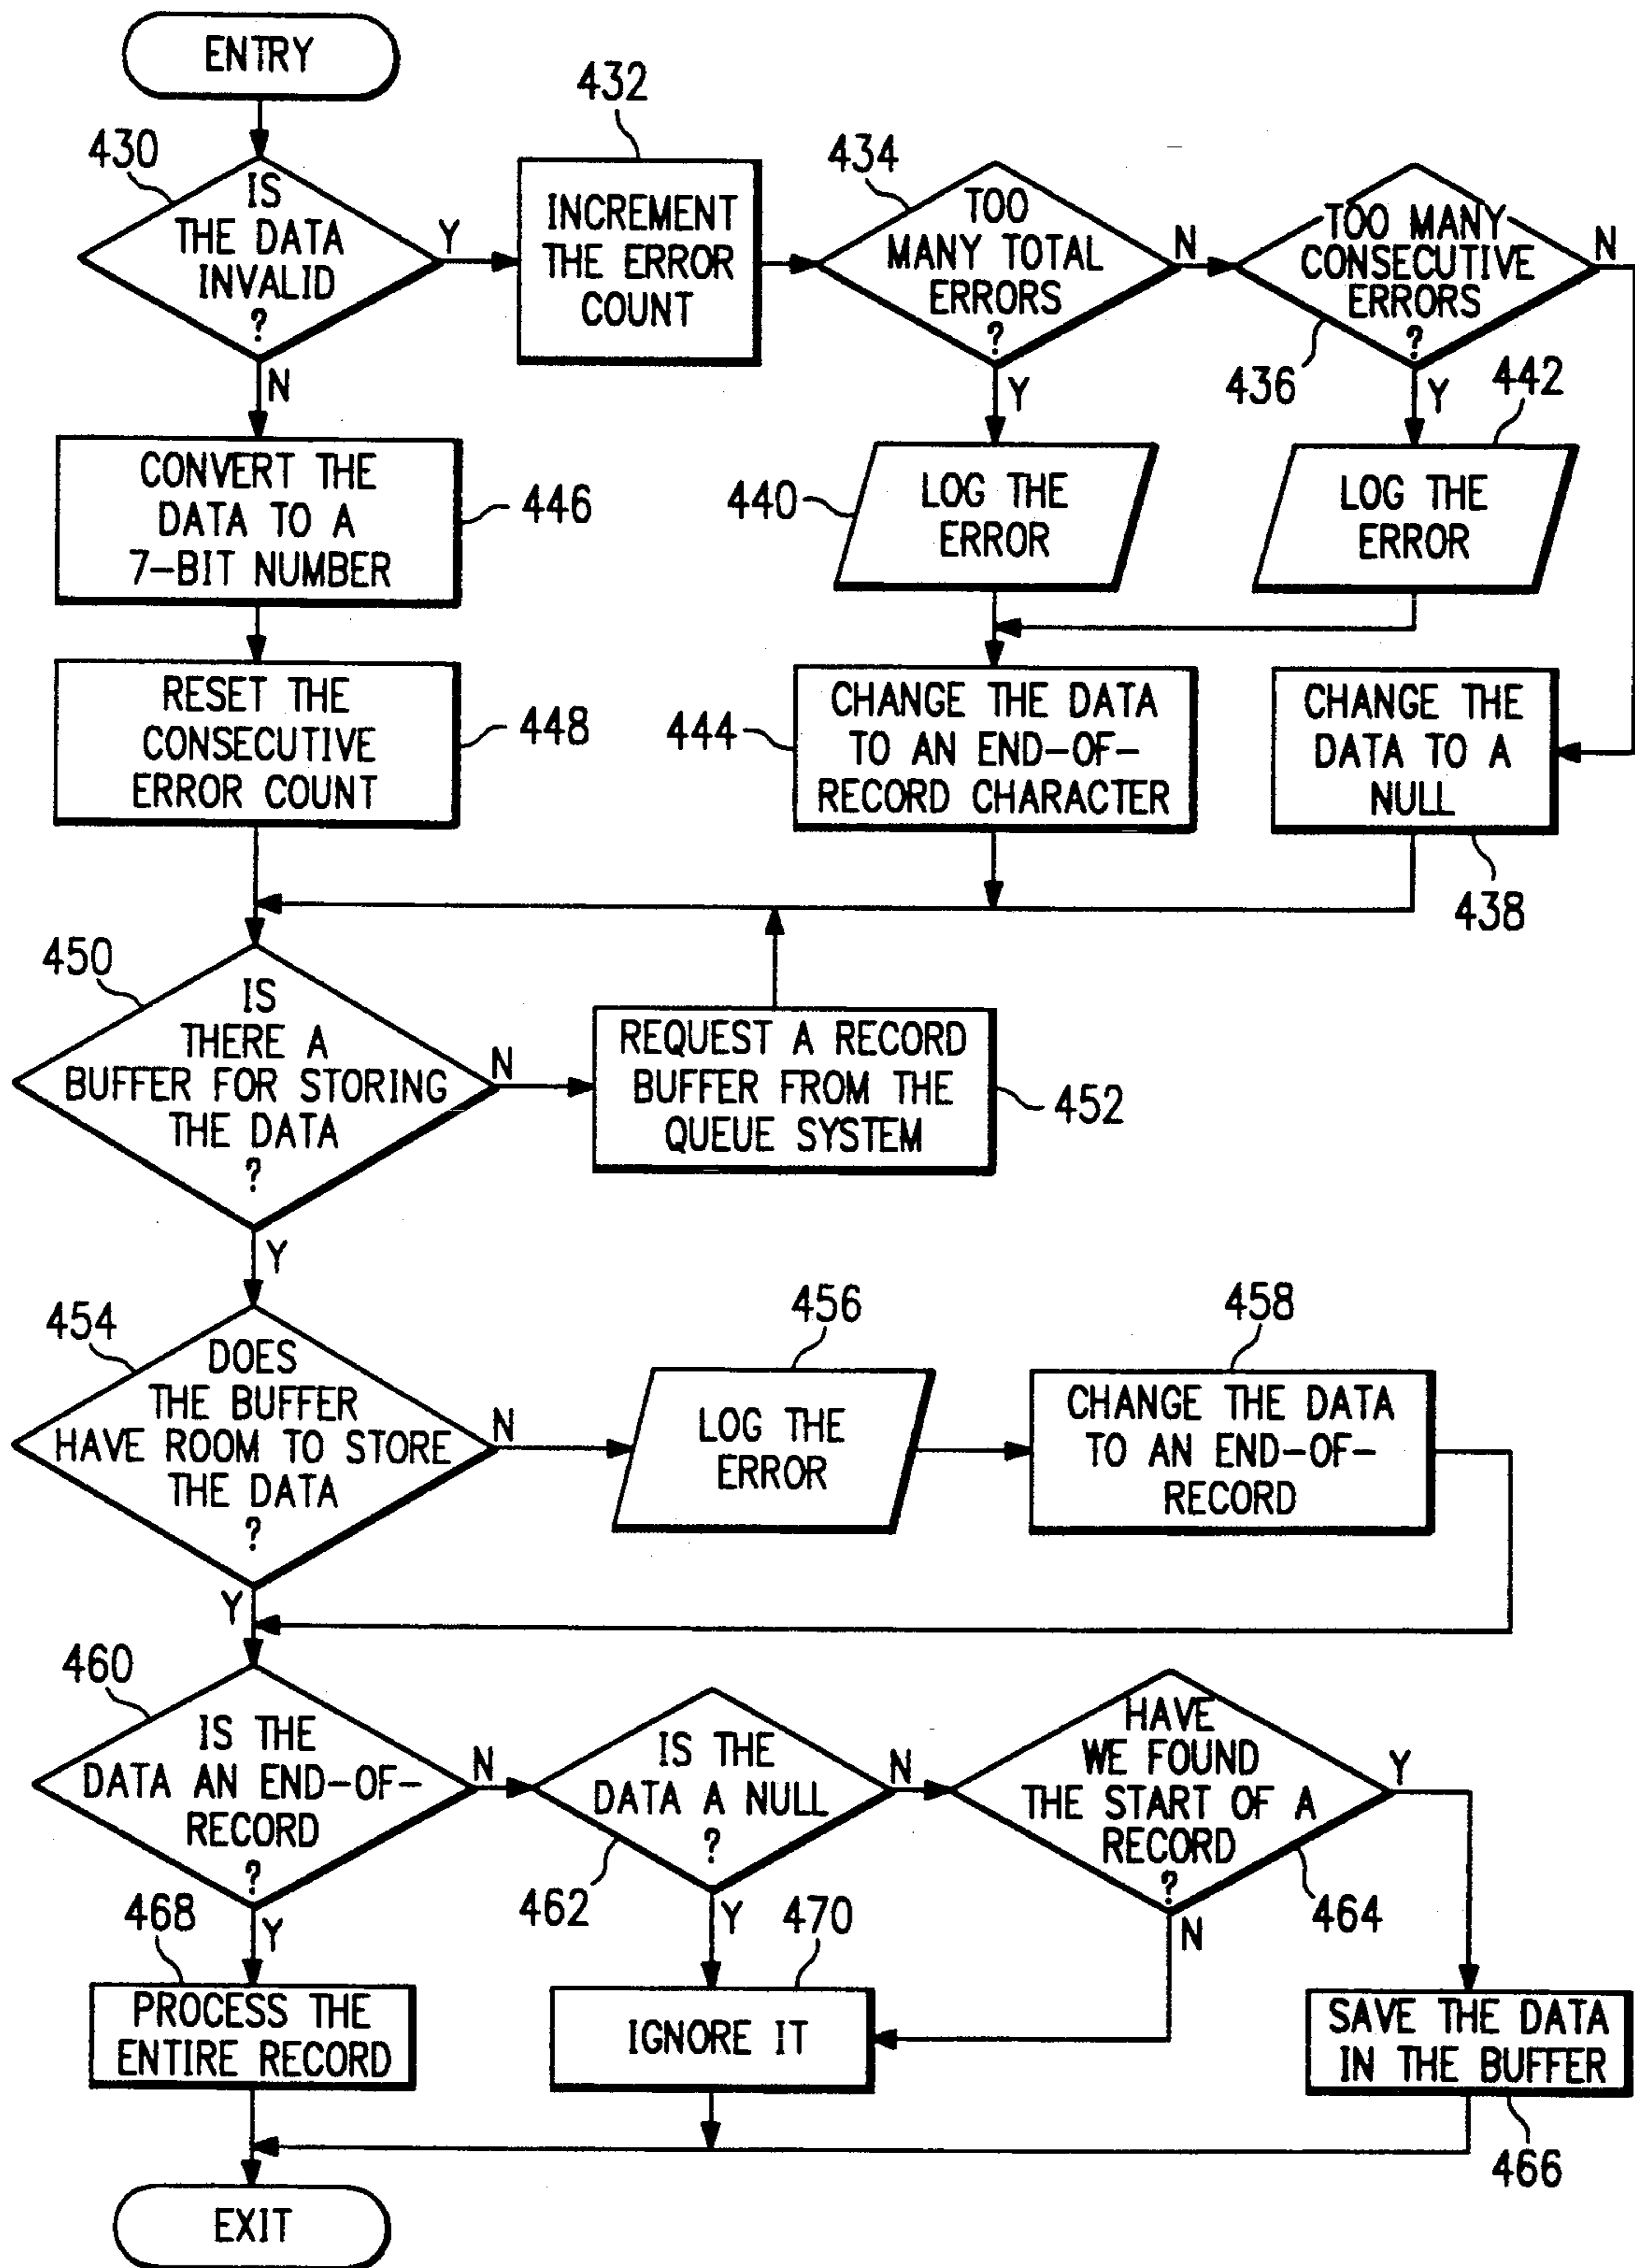 ENTRY
432
430
434
IS
THE DATA
INVALID
?
Y
N
INCREMENT
THE ERROR
COUNT
TOO
MANY TOTAL
ERRORS
?
N
Y
TOO MANY
CONSECUTIVE
ERRORS
?
N
Y
436
442
CONVERT THE
DATA TO A
7-BIT NUMBER
446
440
LOG THE
ERROR
LOG THE
ERROR
RESET THE
CONSECUTIVE
ERROR COUNT
448
444
CHANGE THE DATA
TO AN END-OF-
RECORD CHARACTER
CHANGE THE
DATA TO A
NULL
438
450
IS
THERE A
BUFFER FOR STORING
THE DATA
?
N
Y
REQUEST A RECORD
BUFFER FROM THE
QUEUE SYSTEM
452
454
DOES
THE BUFFER
HAVE ROOM TO STORE
THE DATA
?
N
Y
456
LOG THE
ERROR
458
CHANGE THE DATA
TO AN END-OF-
RECORD
460
IS THE
DATA AN END-OF-
RECORD
?
N
Y
IS THE
DATA A NULL
?
N
Y
462
HAVE
WE FOUND
THE START OF A
RECORD
?
Y
N
464
468
PROCESS THE
ENTIRE RECORD
470
IGNORE IT
SAVE THE DATA
IN THE BUFFER
466
EXIT